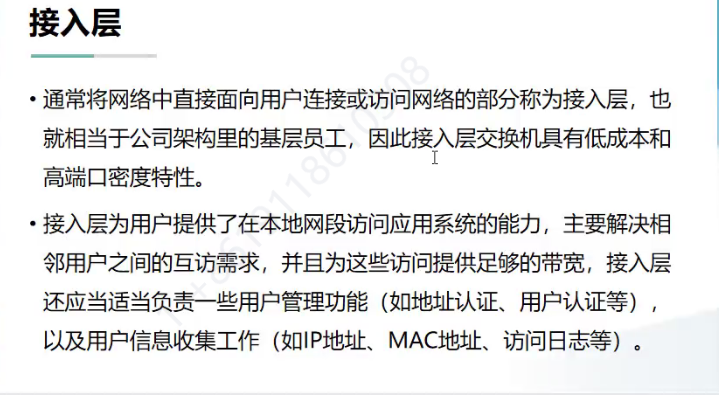 接入层
• 通常将网络中直接面向用户连接或访问网络的部分称为接入层，也
就相当于公司架构里的基层员工，因此接入层交换机具有低成本和
高端口密度特性。
• 接入层为用户提供了在本地网段访问应用系统的能力，主要解决相
邻用户之间的互访需求，并且为这些访问提供足够的带宽，接入层
还应当适当负责一些用户管理功能（如地址认证、用户认证等），
以及用户信息收集工作（如IP地址、MAC地址、访问日志等）。